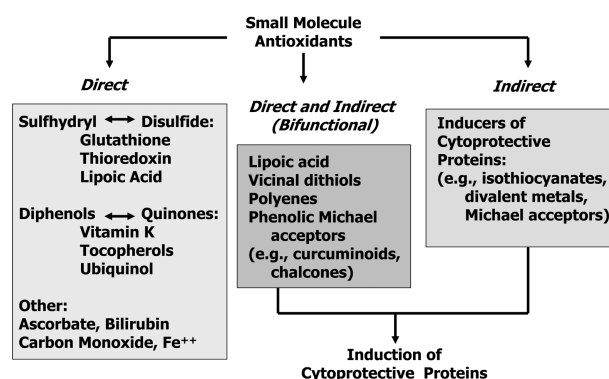 Small Molecule
Antioxidants
Direct
Sulfhydryl ⟷ Disulfide:
Glutathione
Thioredoxin
Lipoic Acid
Diphenols ⟷ Quinones:
Vitamin K
Tocopherols
Ubiquinol
Other:
Ascorbate, Bilirubin
Carbon Monoxide, Fe⁺⁺
Direct and Indirect
(Bifunctional)
Lipoic acid
Vicinal dithiols
Polyenes
Phenolic Michael
acceptors
(e.g., curcuminoids,
chalcones)
Indirect
Inducers of
Cytoprotective
Proteins:
(e.g., isothiocyanates,
divalent metals,
Michael acceptors)
Induction of
Cytoprotective Proteins